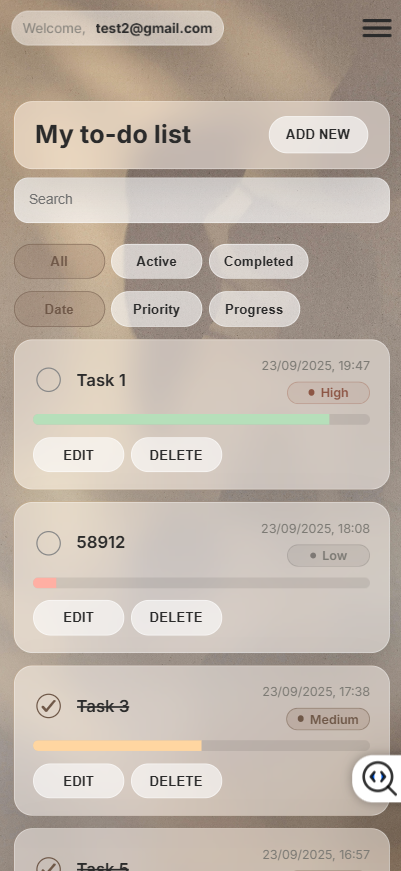 Welcome, test2@gmail.com
My to-do list
ADD NEW
Search
All Active Completed
Date Priority Progress
23/09/2025, 19:47
Task 1
High
EDIT DELETE
23/09/2025, 18:08
58912
Low
EDIT DELETE
23/09/2025, 17:38
Task 3
Medium
EDIT DELETE
23/09/2025, 16:57
Task 5